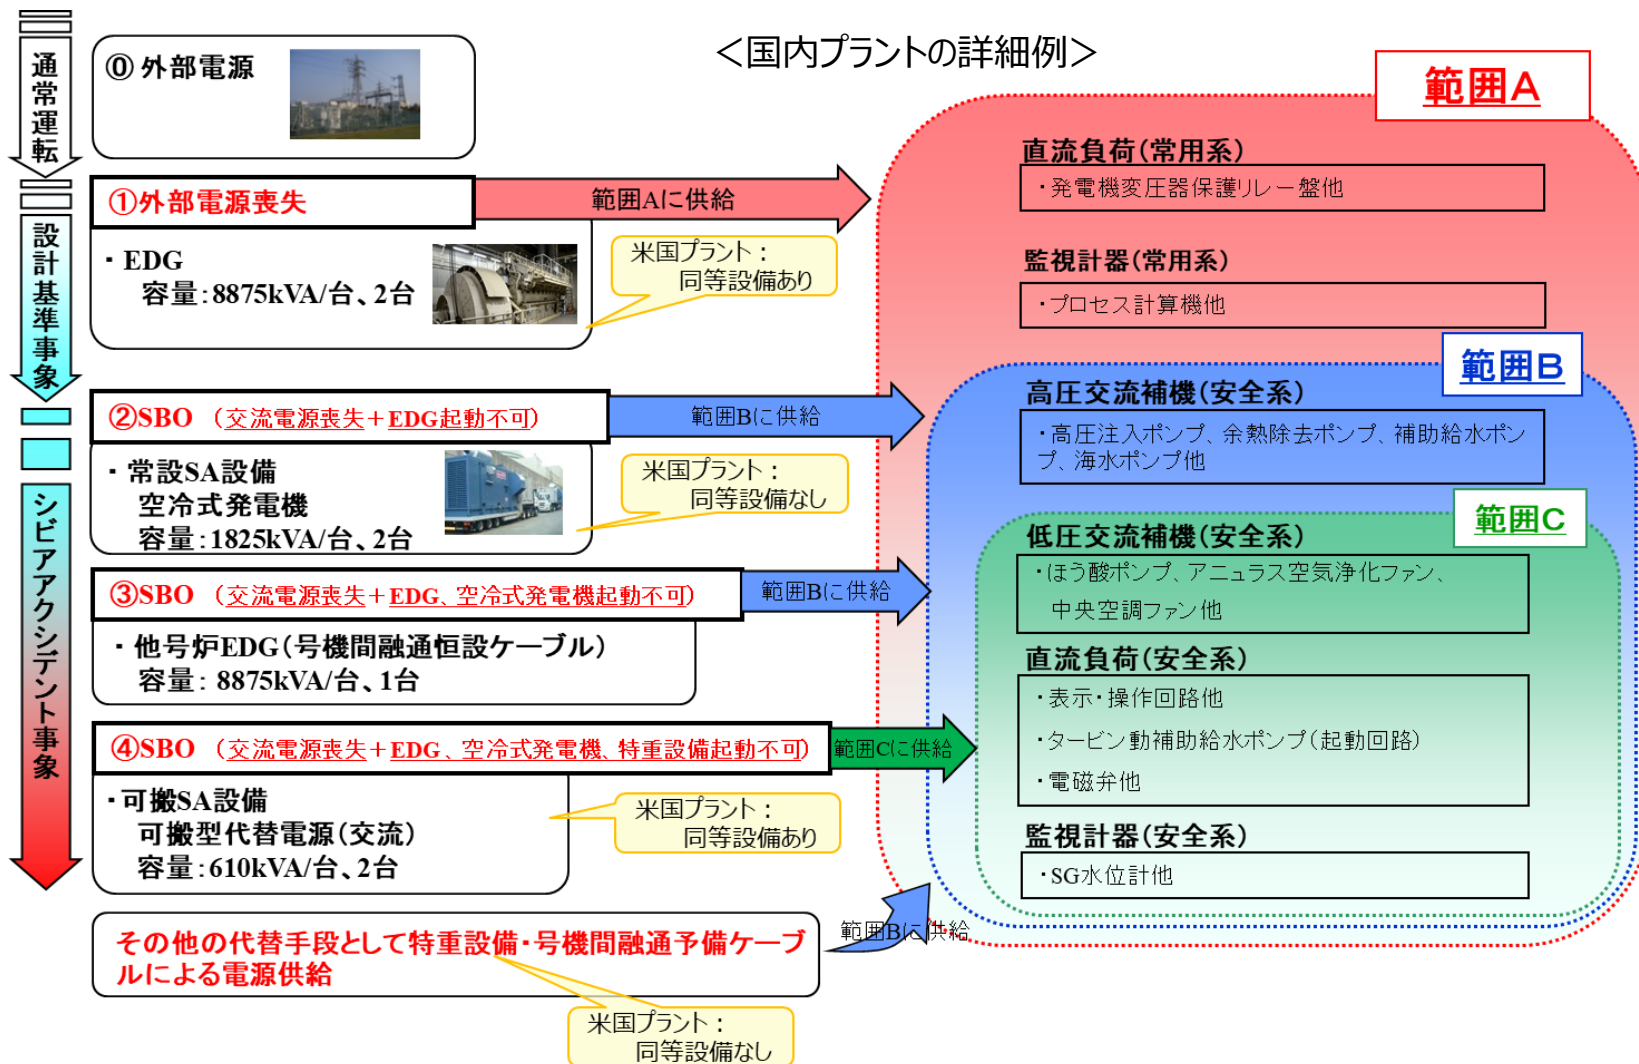 ＜国内プラントの詳細例＞
通常運転
⓪外部電源
①外部電源喪失
範囲Aに供給
・EDG
容量：8875kVA/台、2台
米国プラント：
同等設備あり
設計基準事象
②SBO （交流電源喪失＋EDG起動不可）
範囲Bに供給
・常設SA設備
空冷式発電機
容量：1825kVA/台、2台
米国プラント：
同等設備なし
シビアアクシデント事象
③SBO （交流電源喪失＋EDG、空冷式発電機起動不可）
範囲Bに供給
・他号炉EDG（号機間融通恒設ケーブル）
容量：8875kVA/台、1台
④SBO （交流電源喪失＋EDG、空冷式発電機、特重設備起動不可）
範囲Cに供給
・可搬SA設備
可搬型代替電源（交流）
容量：610kVA/台、2台
米国プラント：
同等設備あり
その他の代替手段として特重設備・号機間融通予備ケーブ
ルによる電源供給
範囲Bに供給
米国プラント：
同等設備なし
範囲A
直流負荷（常用系）
・発電機変圧器保護リレー盤他
監視計器（常用系）
・プロセス計算機他
範囲B
高圧交流補機（安全系）
・高圧注入ポンプ、余熱除去ポンプ、補助給水ポン
プ、海水ポンプ他
範囲C
低圧交流補機（安全系）
・ほう酸ポンプ、アニュラス空気浄化ファン、
中央空調ファン他
直流負荷（安全系）
・表示・操作回路他
・タービン動補助給水ポンプ（起動回路）
・電磁弁他
監視計器（安全系）
・SG水位計他